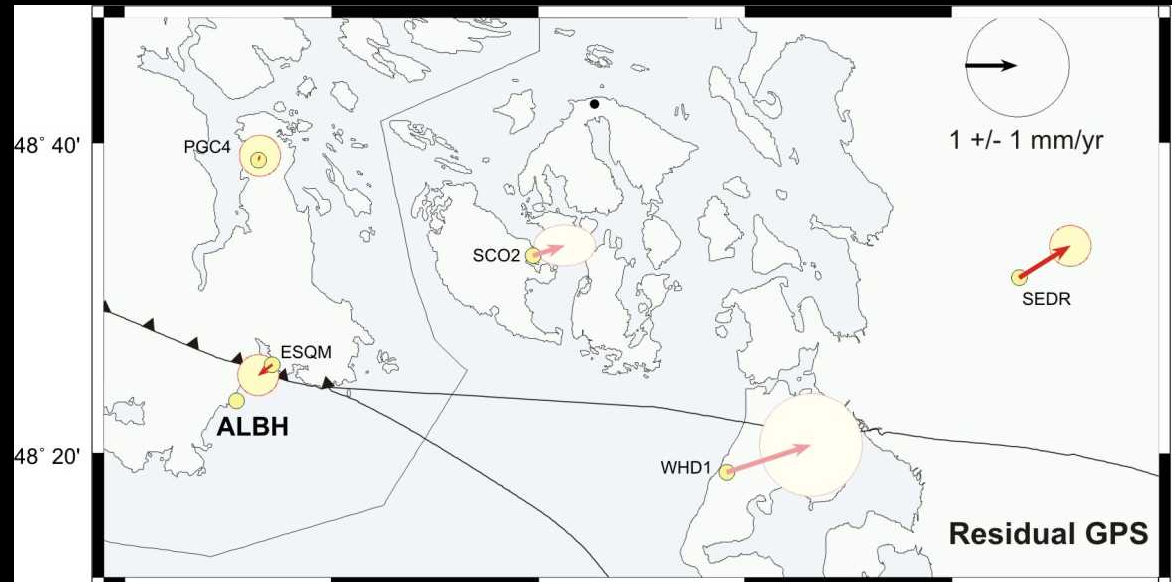 1 +/- 1 mm/yr
48˚ 40'
PGC4
SCO2
SEDR
ESQM
ALBH
48˚ 20'
WHD1
Residual GPS